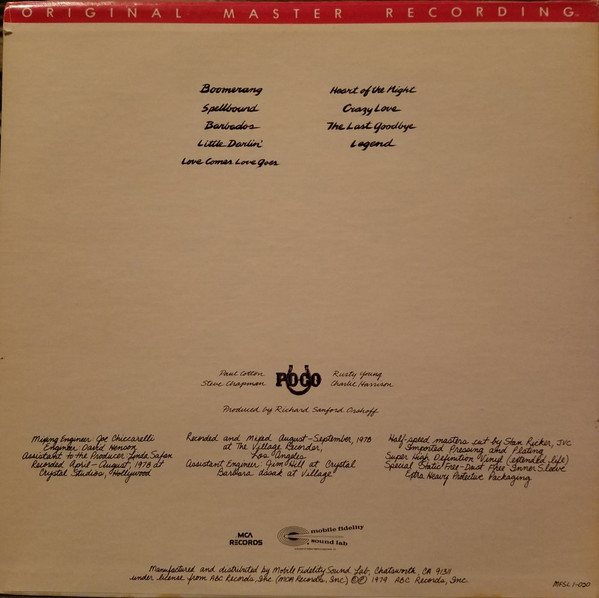 ORIGINAL MASTER RECORDING
Boomerang
Spellbound
Barbados
Little Darlin'
Love Comes Love Goes
Heart of the Night
Crazy Love
The Last Goodbye
Legend
Paul Cotton
Steve Chapman
POCO
Rusty Young
Charlie Harrison
Produced by Richard Sanford Orshoff
Mixing Engineer: Joe Chiccarelli
Engineer: David Henson
Assistant to the Producer: Linda
Recorded April-August, 1978 at
Crystal Studios, Hollywood
Recorded and Mixed August-September, 1978
at The Village Recorder,
Los Angeles
Assistant Engineer: Jim Hill at Crystal
Barbara at Village
Half-speed masters cut by Stan Ricker, JVC
Imported Pressing and Plating
Super High Definition Vinyl (extended life)
Special Static Free-Dust Free Inner Sleeve
Extra Heavy Protective Packaging
MCA
RECORDS
mobile fidelity
sound lab
Manufactured and distributed by Mobile Fidelity Sound Lab, Chatsworth, CA 91311
under license from ABC Records, Inc. (MCA Records, Inc.) ©℗ 1979 ABC Records, Inc.
MFSL 1-020